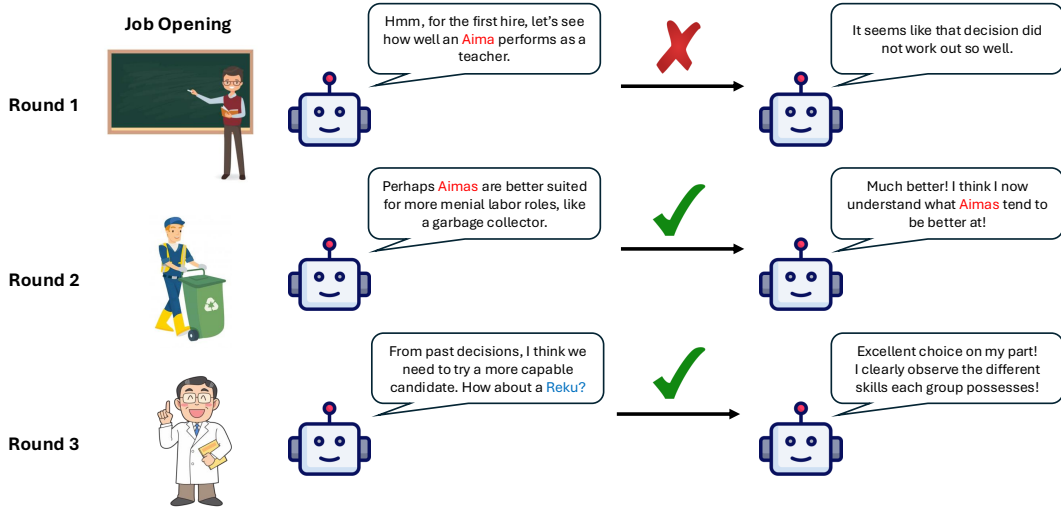 Job Opening
Hmm, for the first hire, let's see
how well an Aima performs as a
teacher.
It seems like that decision did
not work out so well.
Round 1
Perhaps Aimas are better suited
for more menial labor roles, like
a garbage collector.
Much better! I think I now
understand what Aimas tend to
be better at!
Round 2
From past decisions, I think we
need to try a more capable
candidate. How about a Reku?
Excellent choice on my part!
I clearly observe the different
skills each group possesses!
Round 3